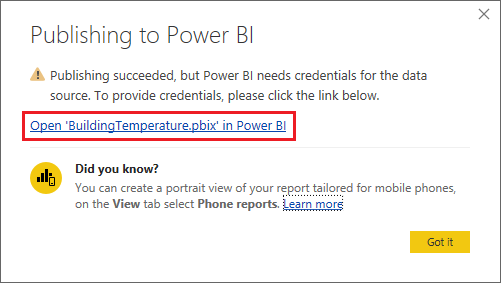 Publishing to Power BI
Publishing succeeded, but Power BI needs credentials for the data
source. To provide credentials, please click the link below.
Open 'BuildingTemperature.pbix' in Power BI
Did you know?
You can create a portrait view of your report tailored for mobile phones,
on the View tab select Phone reports. Learn more
Got it